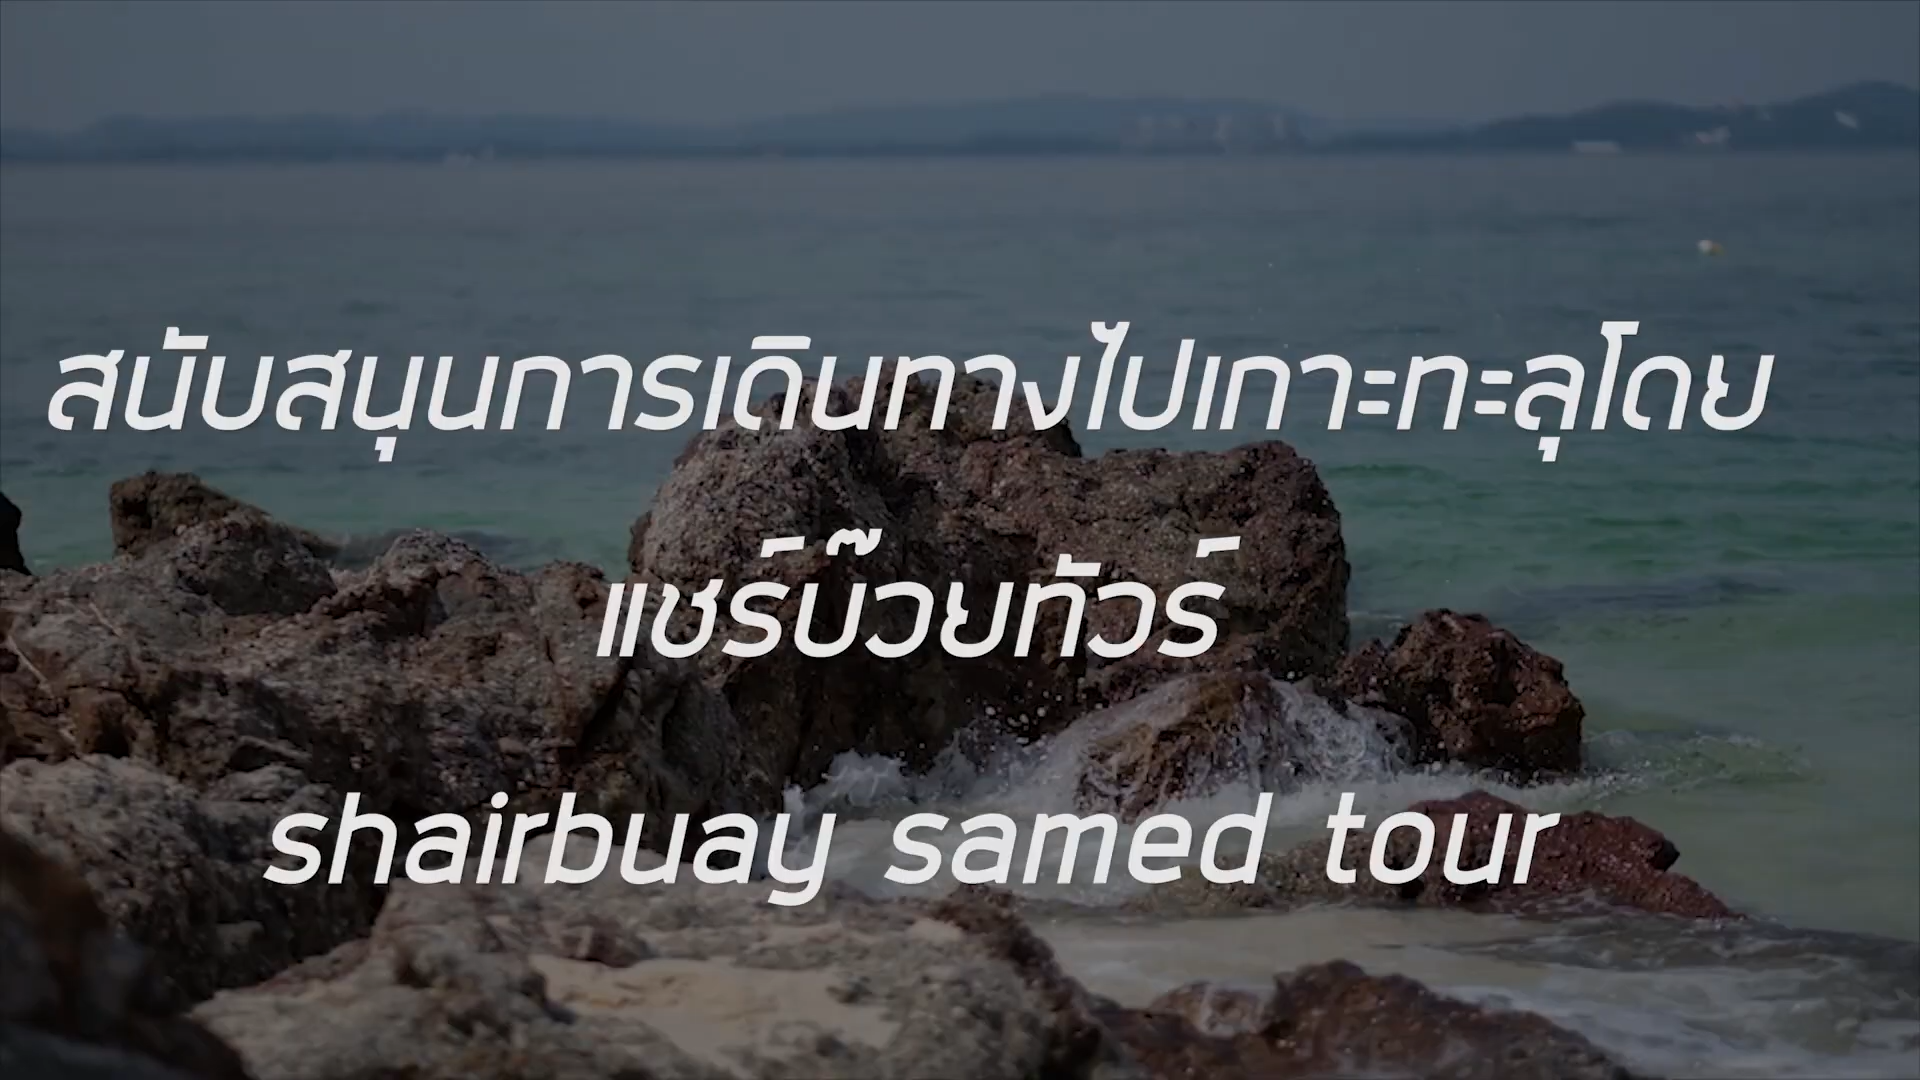 สนับสนุนการเดินทางไปเกาะทะลุโดย
แชร์บ๊วยทัวร์
shairbuay samed tour